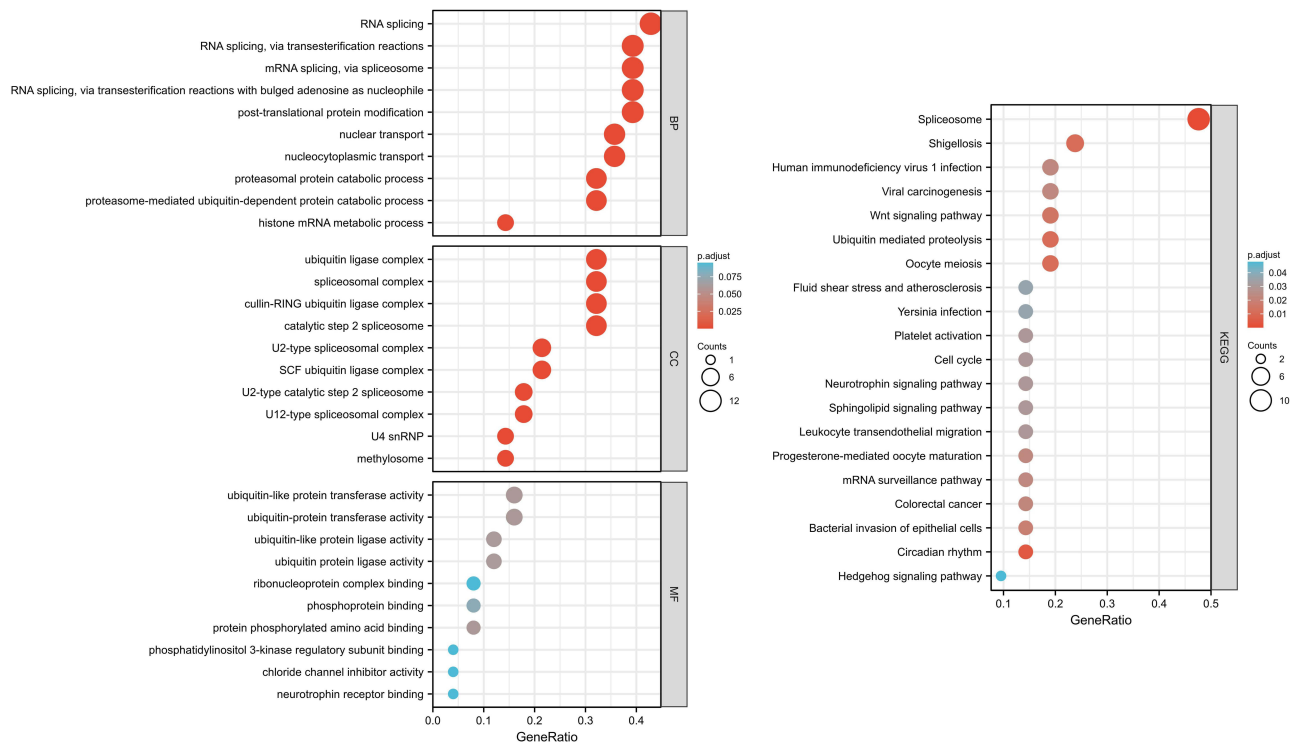 RNA splicing
RNA splicing, via transesterification reactions
mRNA splicing, via spliceosome
RNA splicing, via transesterification reactions with bulged adenosine as nucleophile
post-translational protein modification
nuclear transport
nucleocytoplasmic transport
proteasomal protein catabolic process
proteasome-mediated ubiquitin-dependent protein catabolic process
histone mRNA metabolic process
BP
ubiquitin ligase complex
spliceosomal complex
cullin-RING ubiquitin ligase complex
catalytic step 2 spliceosome
U2-type spliceosomal complex
SCF ubiquitin ligase complex
U2-type catalytic step 2 spliceosome
U12-type spliceosomal complex
U4 snRNP
methylosome
CC
ubiquitin-like protein transferase activity
ubiquitin-protein transferase activity
ubiquitin-like protein ligase activity
ubiquitin protein ligase activity
ribonucleoprotein complex binding
phosphoprotein binding
protein phosphorylated amino acid binding
phosphatidylinositol 3-kinase regulatory subunit binding
chloride channel inhibitor activity
neurotrophin receptor binding
MF
0.0 0.1 0.2 0.3 0.4
GeneRatio
p.adjust
0.075
0.050
0.025
Counts
1
6
12
Spliceosome
Shigellosis
Human immunodeficiency virus 1 infection
Viral carcinogenesis
Wnt signaling pathway
Ubiquitin mediated proteolysis
Oocyte meiosis
Fluid shear stress and atherosclerosis
Yersinia infection
Platelet activation
Cell cycle
Neurotrophin signaling pathway
Sphingolipid signaling pathway
Leukocyte transendothelial migration
Progesterone-mediated oocyte maturation
mRNA surveillance pathway
Colorectal cancer
Bacterial invasion of epithelial cells
Circadian rhythm
Hedgehog signaling pathway
KEGG
0.1 0.2 0.3 0.4 0.5
GeneRatio
p.adjust
0.04
0.03
0.02
0.01
Counts
2
6
10